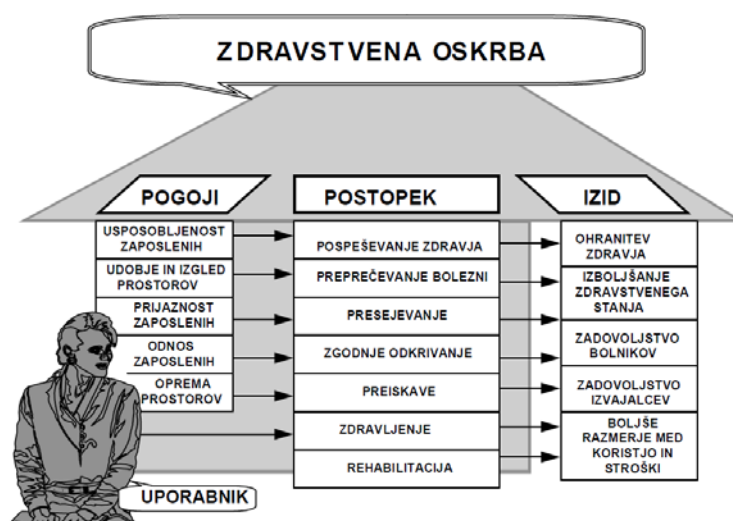 ZDRAVSTVENA OSKRBA
POGOJI
POSTOPEK
IZID
USPOSOBLJENOST
ZAPOSLENIH
UDOBJE IN IZGLED
PROSTOROV
PRIJAZNOST
ZAPOSLENIH
ODNOS
ZAPOSLENIH
OPREMA
PROSTOROV
POSPEŠEVANJE ZDRAVJA
PREPREČEVANJE BOLEZNI
PRESEJEVANJE
ZGODNJE ODKRIVANJE
PREISKAVE
ZDRAVLJENJE
REHABILITACIJA
OHRANITEV
ZDRAVJA
IZBOLJŠANJE
ZDRAVSTVENEGA
STANJA
ZADOVOLJSTVO
BOLNIKOV
ZADOVOLJSTVO
IZVAJALCEV
BOLJŠE
RAZMERJE MED
KORISTJO IN
STROŠKI
UPORABNIK